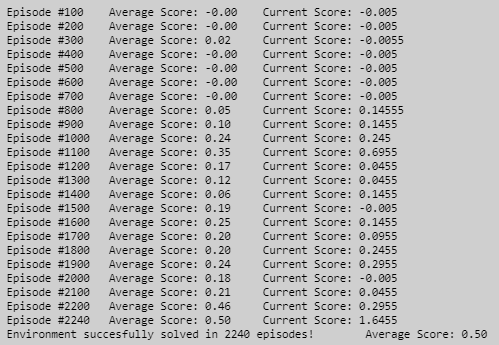 Episode #100 Average Score: -0.00 Current Score: -0.005
Episode #200 Average Score: -0.00 Current Score: -0.005
Episode #300 Average Score: 0.02 Current Score: -0.0055
Episode #400 Average Score: -0.00 Current Score: -0.005
Episode #500 Average Score: -0.00 Current Score: -0.005
Episode #600 Average Score: -0.00 Current Score: -0.005
Episode #700 Average Score: -0.00 Current Score: -0.005
Episode #800 Average Score: 0.05 Current Score: 0.14555
Episode #900 Average Score: 0.10 Current Score: 0.1455
Episode #1000 Average Score: 0.24 Current Score: 0.245
Episode #1100 Average Score: 0.35 Current Score: 0.6955
Episode #1200 Average Score: 0.17 Current Score: 0.0455
Episode #1300 Average Score: 0.12 Current Score: 0.0455
Episode #1400 Average Score: 0.06 Current Score: 0.1455
Episode #1500 Average Score: 0.19 Current Score: -0.005
Episode #1600 Average Score: 0.25 Current Score: 0.1455
Episode #1700 Average Score: 0.20 Current Score: 0.0955
Episode #1800 Average Score: 0.20 Current Score: 0.2455
Episode #1900 Average Score: 0.24 Current Score: 0.2955
Episode #2000 Average Score: 0.18 Current Score: -0.005
Episode #2100 Average Score: 0.21 Current Score: 0.0455
Episode #2200 Average Score: 0.46 Current Score: 0.2955
Episode #2240 Average Score: 0.50 Current Score: 1.6455
Environment succesfully solved in 2240 episodes! Average Score: 0.50